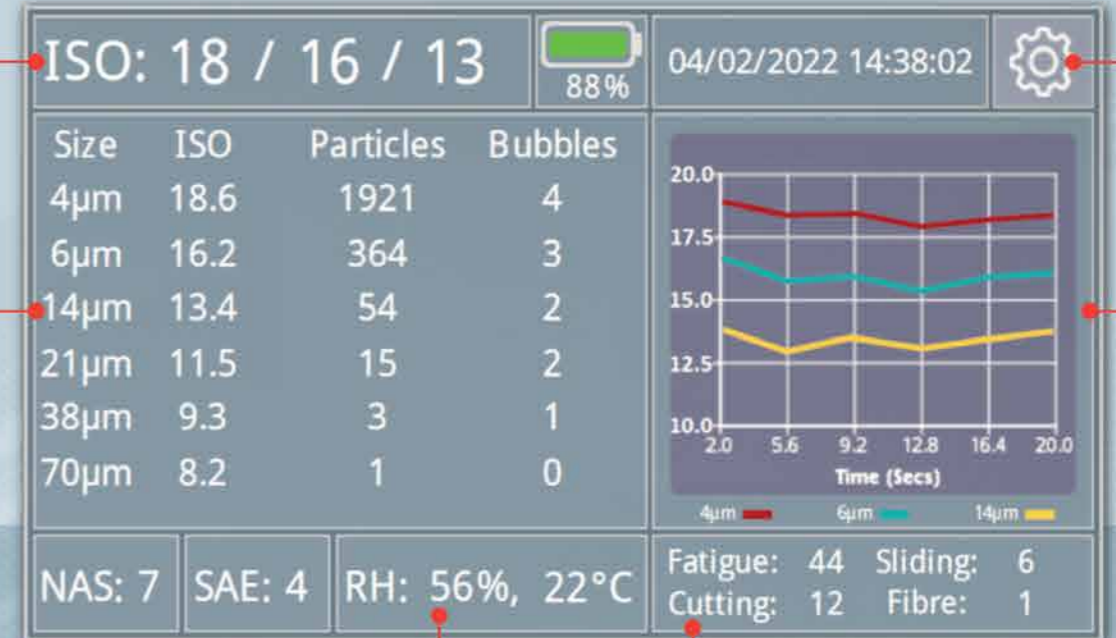 ISO: 18 / 16 / 13
88%
04/02/2022 14:38:02
Size ISO Particles Bubbles
4µm 18.6 1921 4
6µm 16.2 364 3
14µm 13.4 54 2
21µm 11.5 15 2
38µm 9.3 3 1
70µm 8.2 1 0
20.0
17.5
15.0
12.5
10.0
2.0 5.6 9.2 12.8 16.4 20.0
Time (Secs)
4µm 6µm 14µm
NAS: 7 SAE: 4 RH: 56%, 22°C
Fatigue: 44 Sliding: 6
Cutting: 12 Fibre: 1